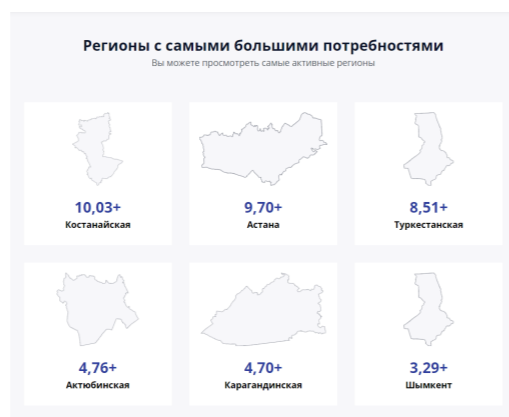 Регионы с самыми большими потребностями
Вы можете просмотреть самые активные регионы
10,03+
Костанайская
9,70+
Астана
8,51+
Туркестанская
4,76+
Актюбинская
4,70+
Карагандинская
3,29+
Шымкент